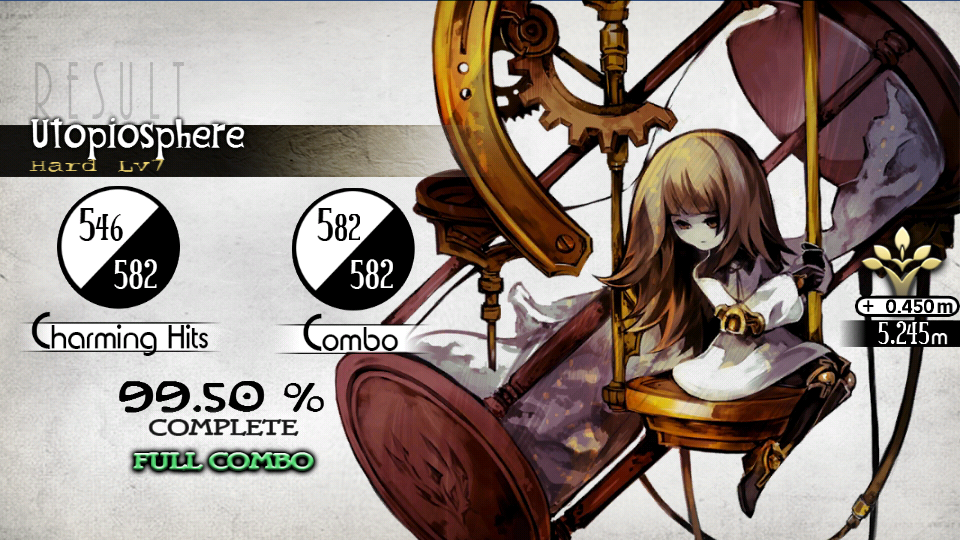 RESULT
Utopiosphere
Hard Lv7
546
582
Charming Hits
582
582
Combo
99.50 %
COMPLETE
FULL COMBO
+ 0.450m
5.245m